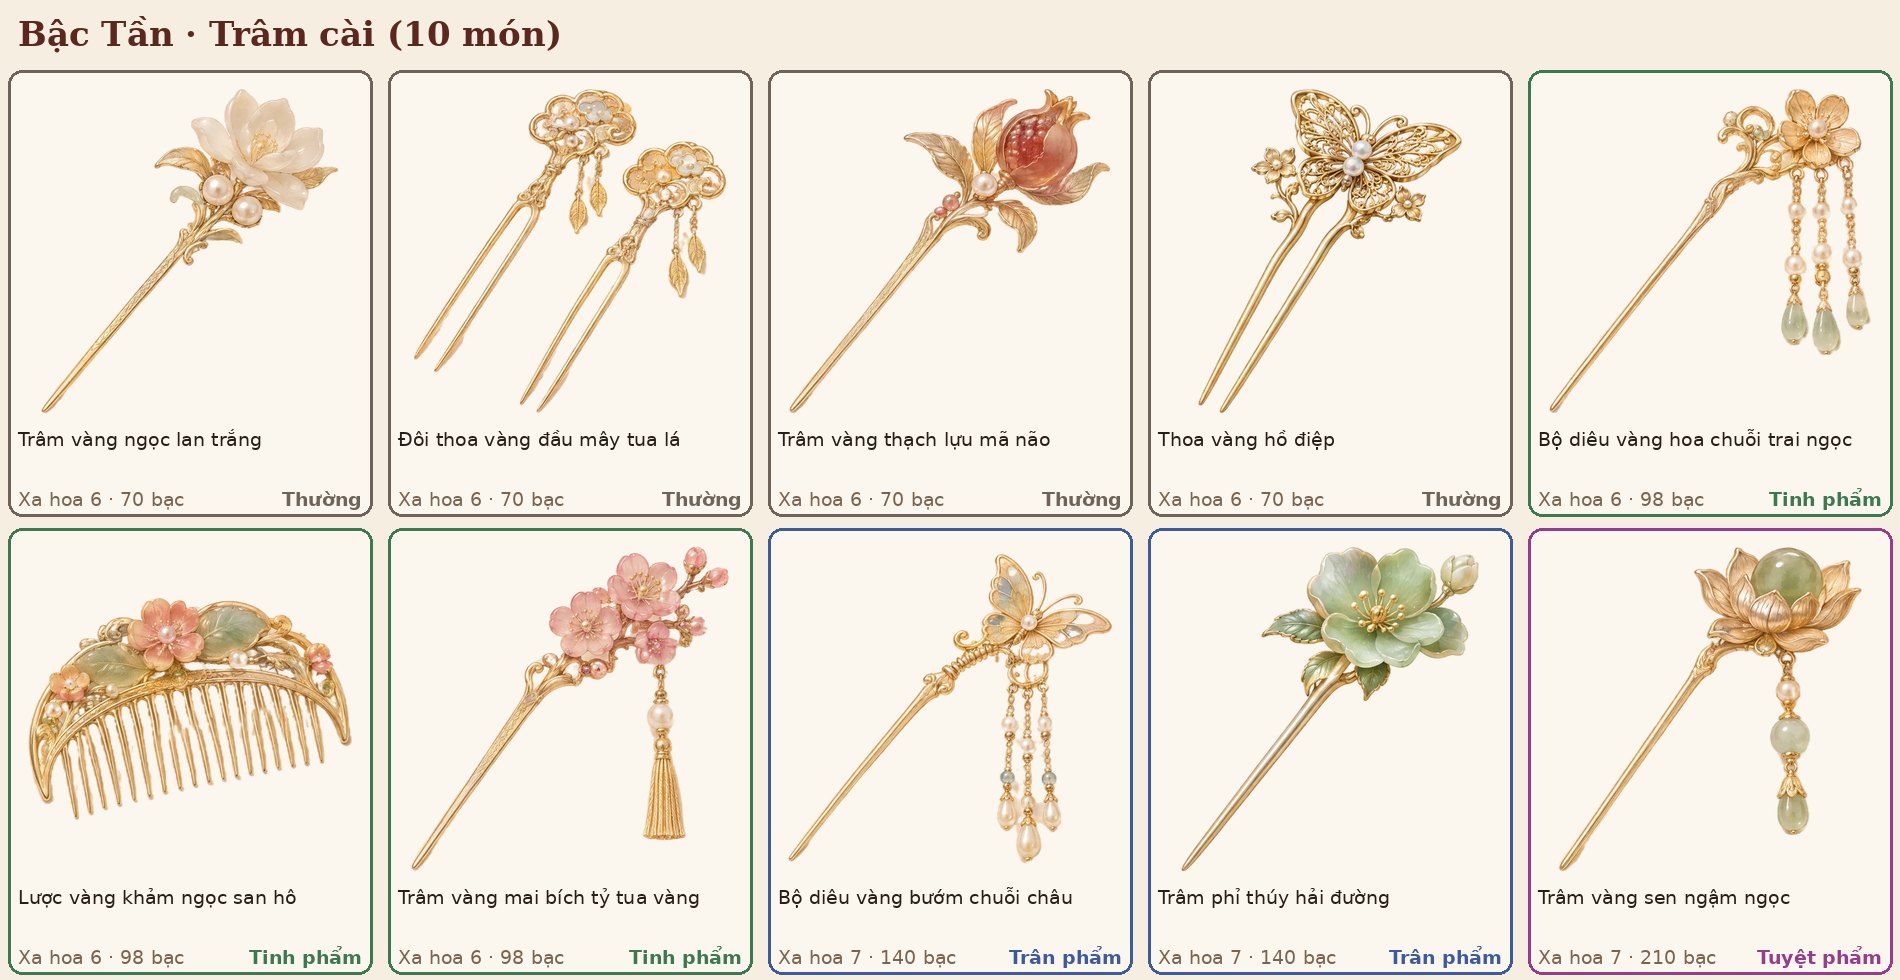 Bậc Tần · Trâm cài (10 món)
Trâm vàng ngọc lan trắng
Xa hoa 6 · 70 bạc Thường
Đôi thoa vàng đầu mây tua lá
Xa hoa 6 · 70 bạc Thường
Trâm vàng thạch lựu mã não
Xa hoa 6 · 70 bạc Thường
Thoa vàng hồ điệp
Xa hoa 6 · 70 bạc Thường
Bộ diêu vàng hoa chuỗi trai ngọc
Xa hoa 6 · 98 bạc Tinh phẩm
Lược vàng khảm ngọc san hô
Xa hoa 6 · 98 bạc Tinh phẩm
Trâm vàng mai bích tỷ tua vàng
Xa hoa 6 · 98 bạc Tinh phẩm
Bộ diêu vàng bướm chuỗi châu
Xa hoa 7 · 140 bạc Trân phẩm
Trâm phỉ thúy hải đường
Xa hoa 7 · 140 bạc Trân phẩm
Trâm vàng sen ngậm ngọc
Xa hoa 7 · 210 bạc Tuyệt phẩm